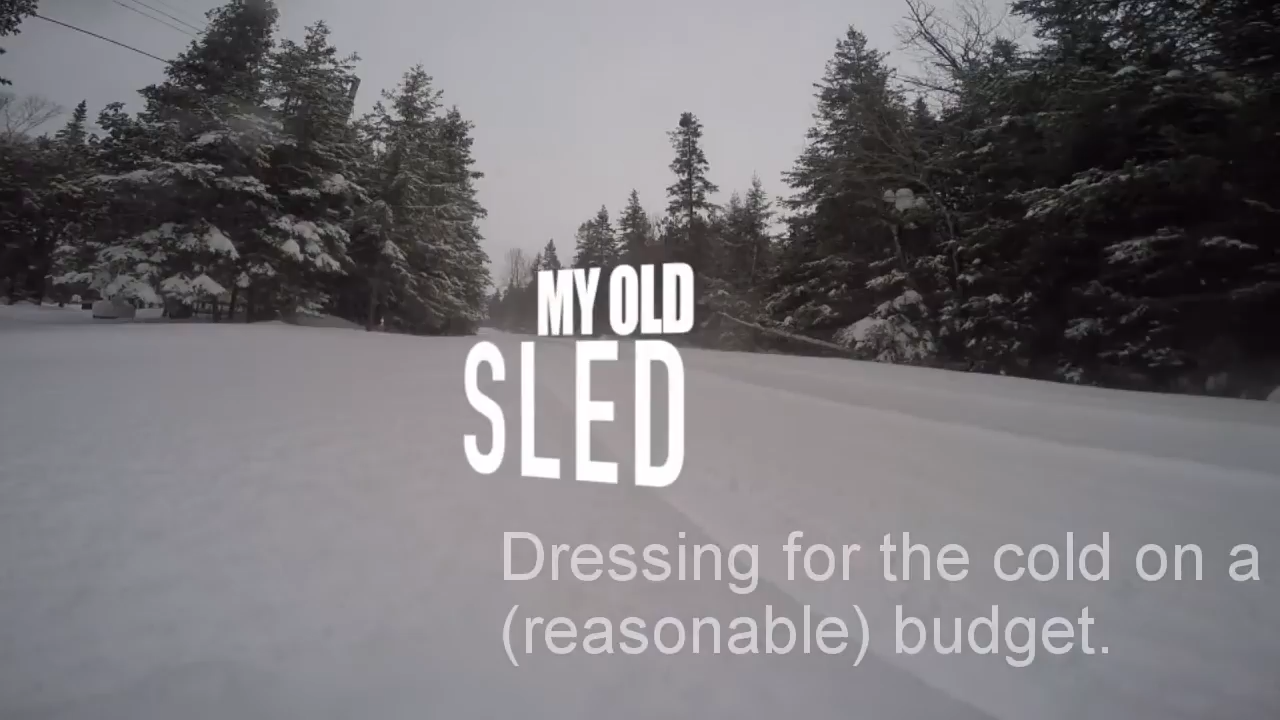 MY OLD
SLED
Dressing for the cold on a
(reasonable) budget.